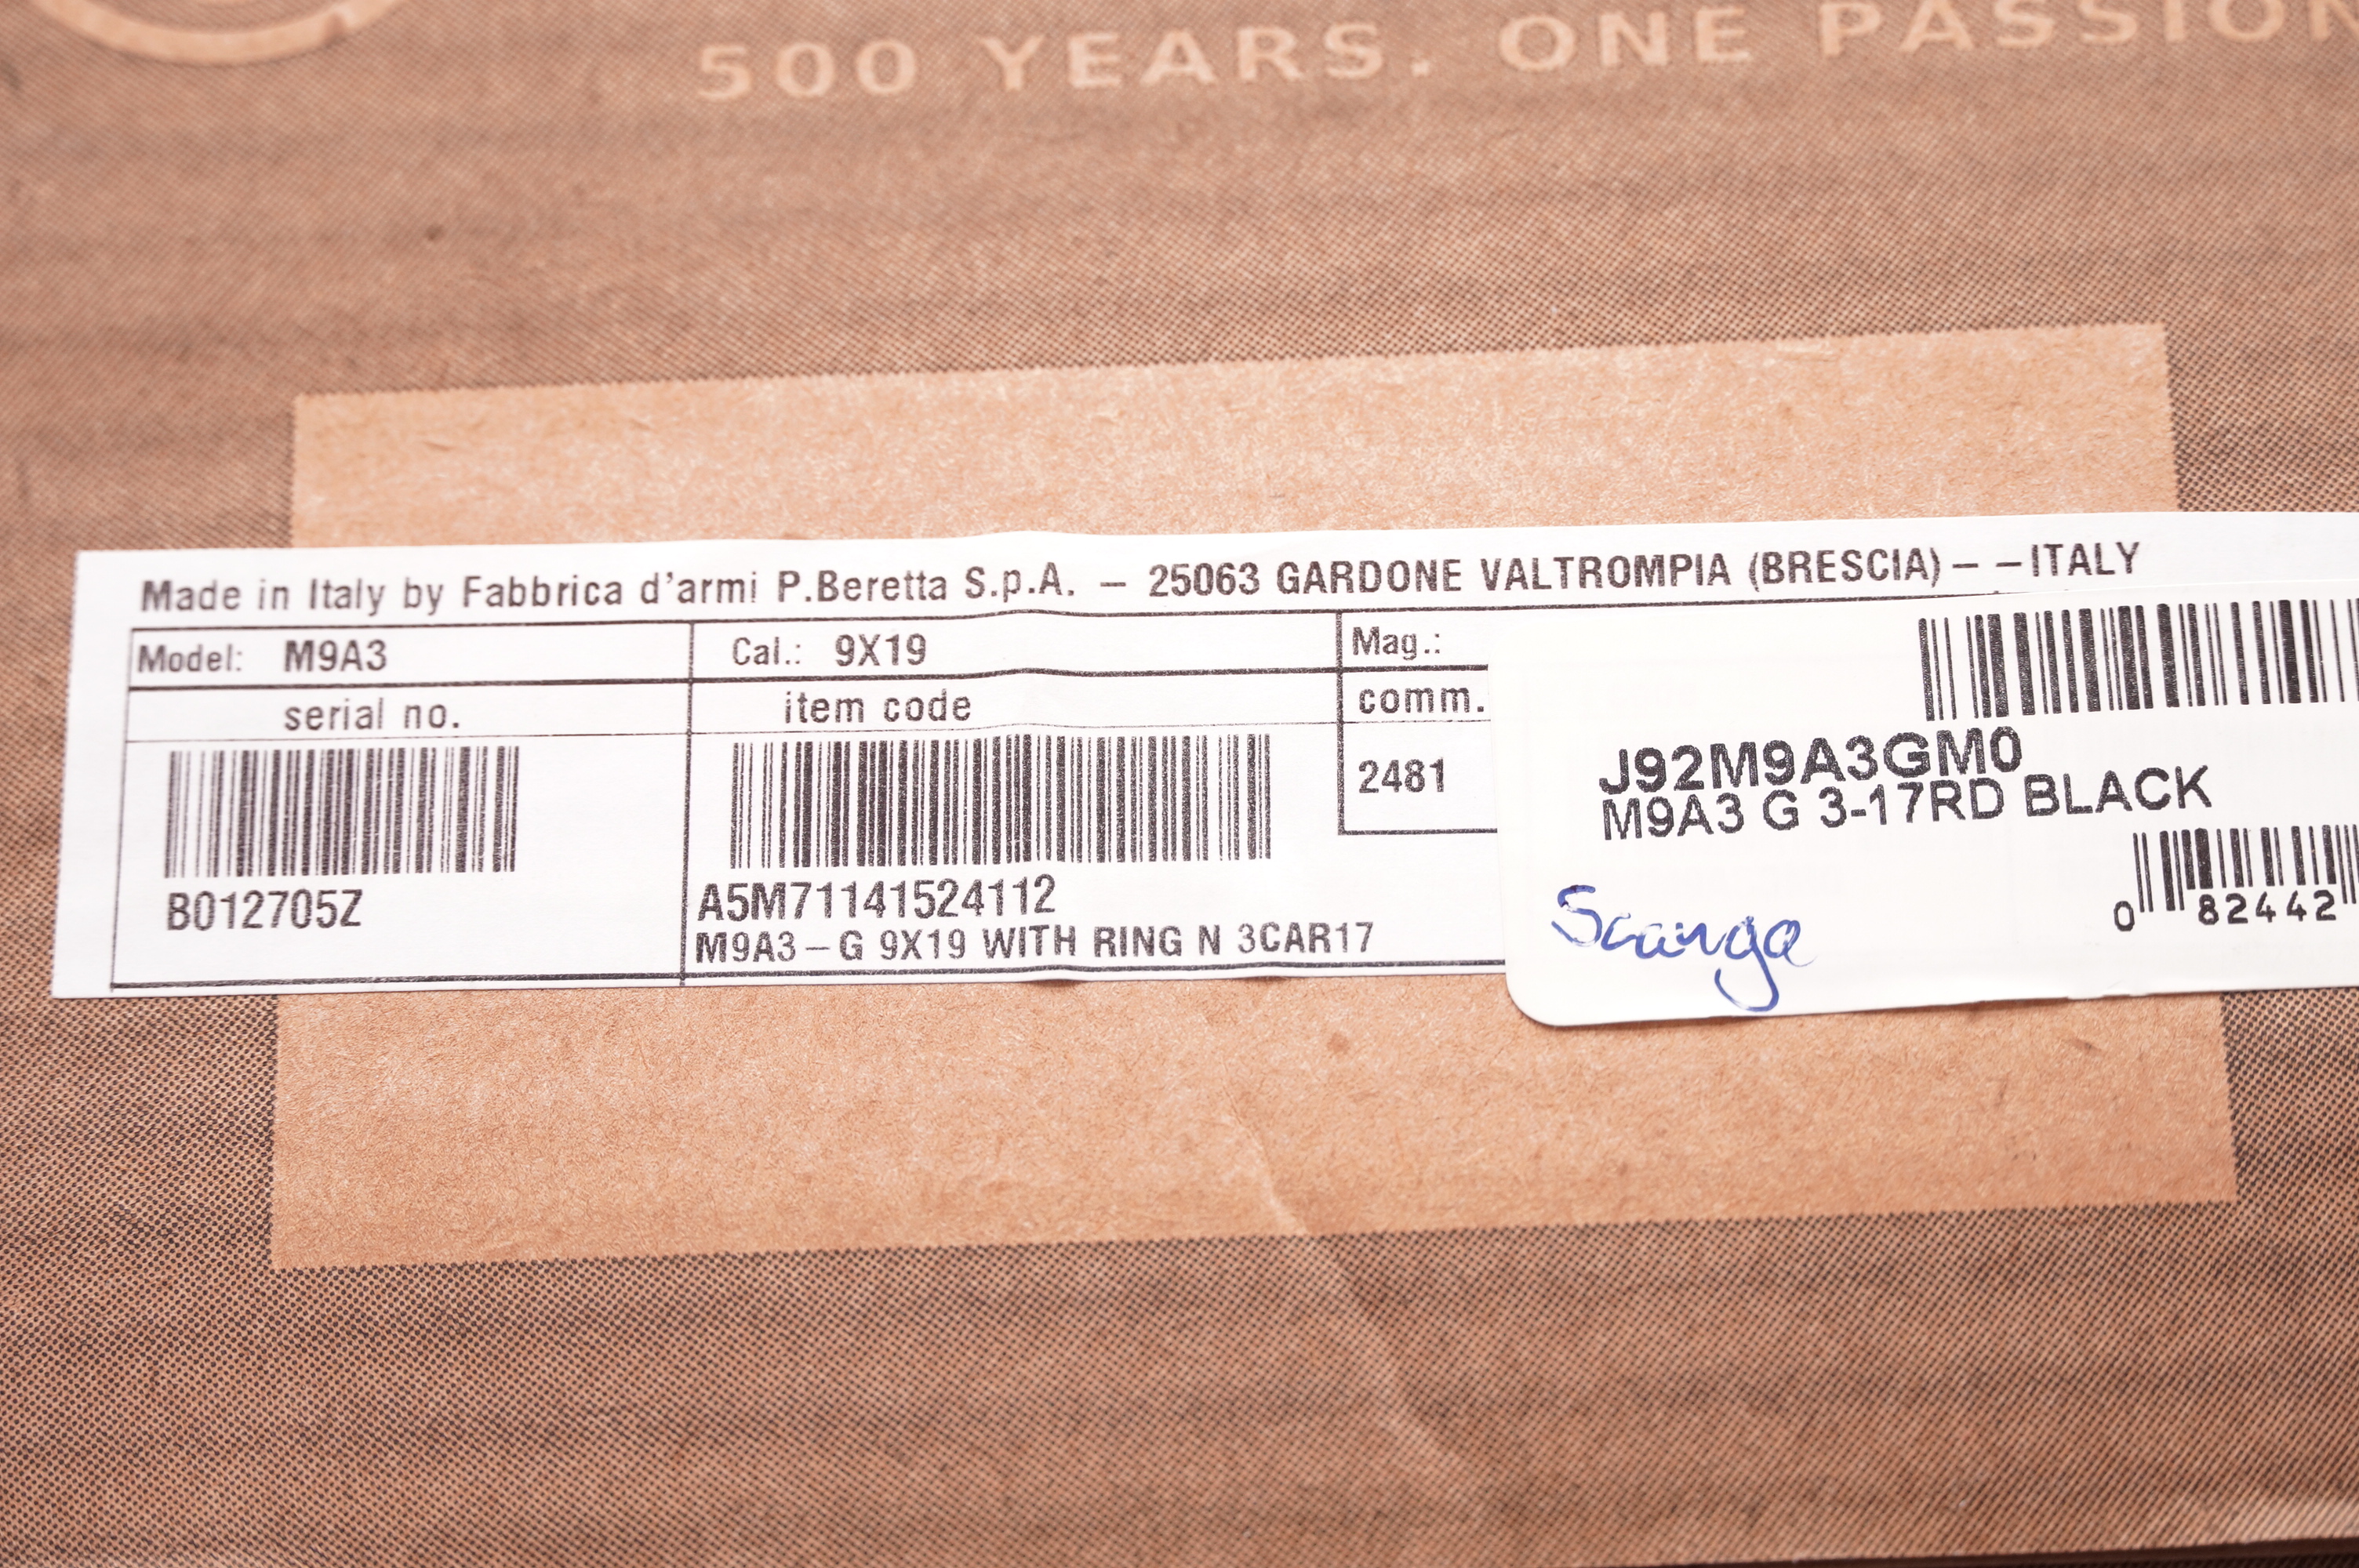 500 YEARS. ONE PASSION
Made in Italy by Fabbrica d'armi P.Beretta S.p.A. – 25063 GARDONE VALTROMPIA (BRESCIA)– –ITALY
Model: M9A3 Cal.: 9X19 Mag.:
serial no. item code comm.
2481
B012705Z
A5M71141524112
M9A3–G 9X19 WITH RING N 3CAR17
J92M9A3GM0
M9A3 G 3-17RD BLACK
0 82442